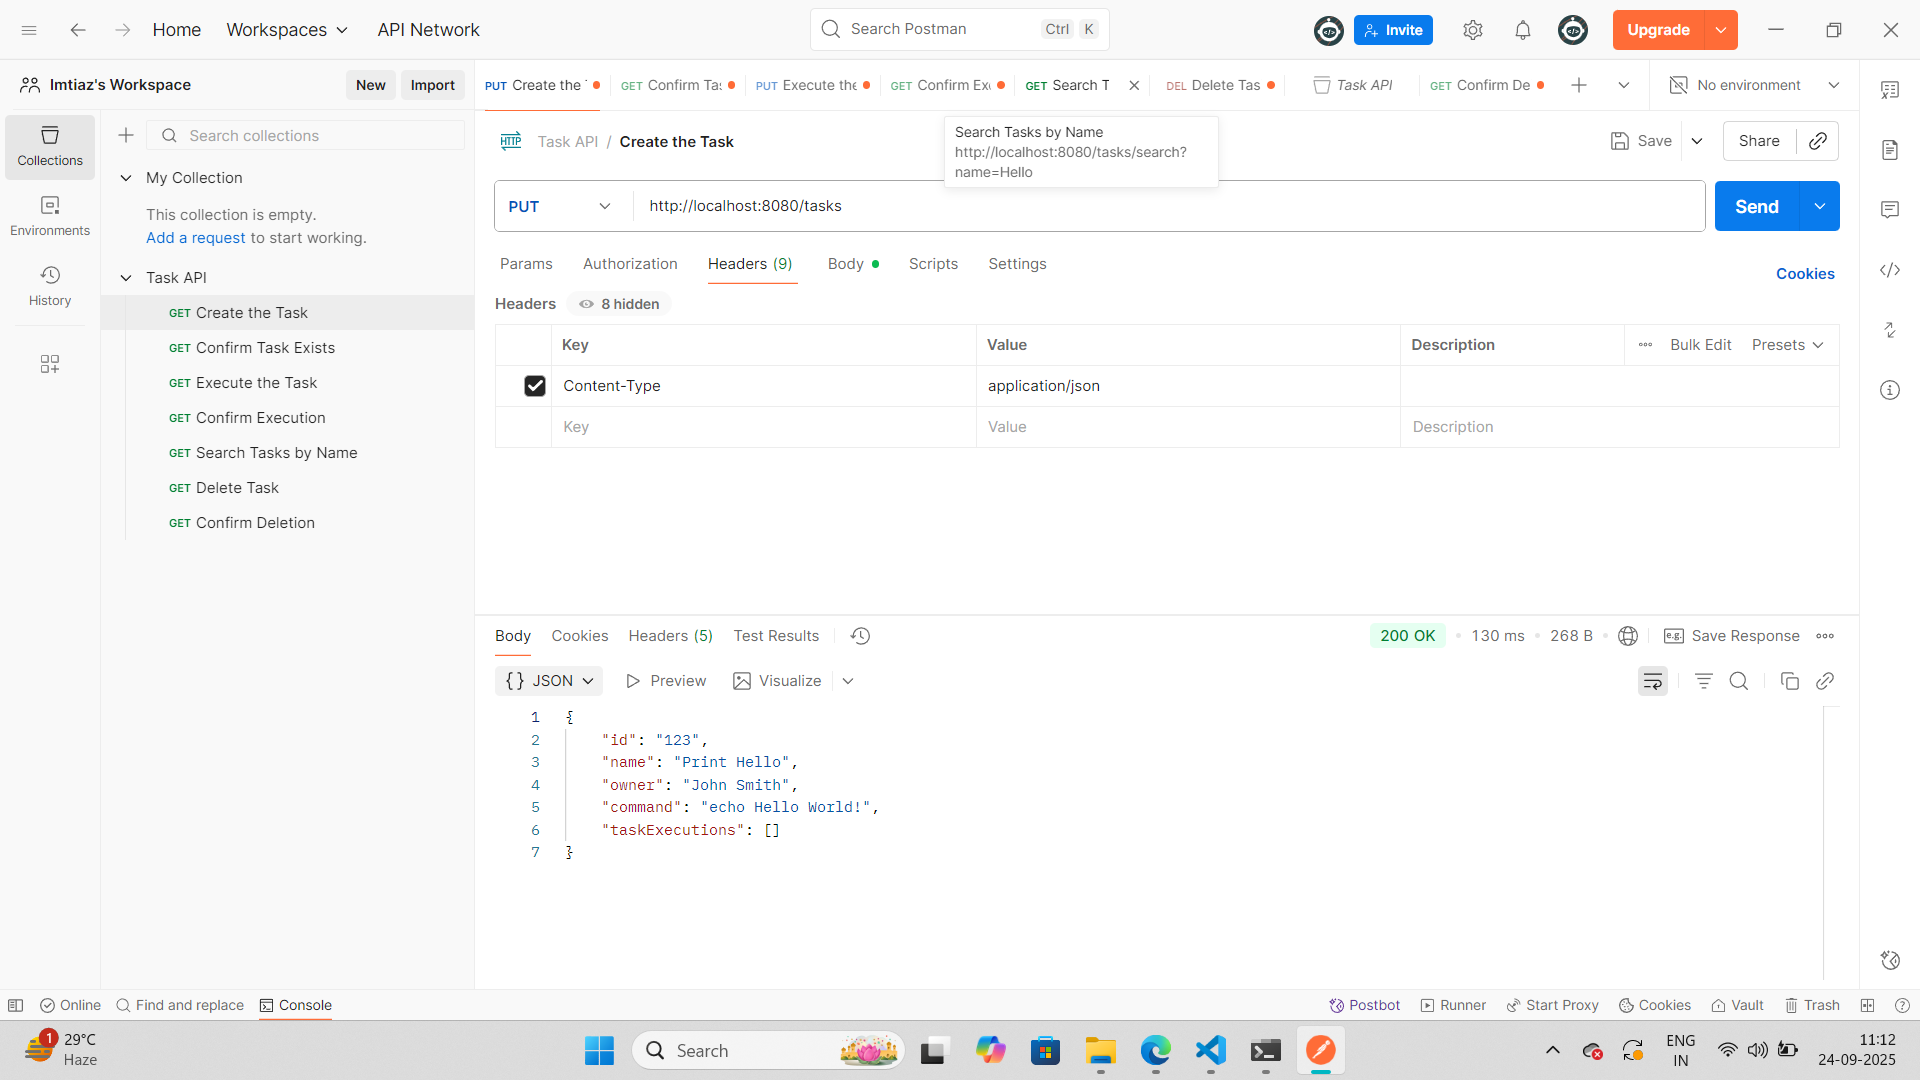 Home
Workspaces
API Network
Search Postman
Ctrl K
Invite
Upgrade
Imtiaz's Workspace
New
Import
PUT Create the
GET Confirm Tas
PUT Execute the
GET Confirm Ex
GET Search T
DEL Delete Tas
Task API
GET Confirm De
No environment
Collections
Environments
History
Search collections
My Collection
This collection is empty.
Add a request to start working.
Task API
GET Create the Task
GET Confirm Task Exists
GET Execute the Task
GET Confirm Execution
GET Search Tasks by Name
GET Delete Task
GET Confirm Deletion
HTTP
Task API / Create the Task
Search Tasks by Name
http://localhost:8080/tasks/search?
name=Hello
Save
Share
PUT
http://localhost:8080/tasks
Send
Params
Authorization
Headers (9)
Body
Scripts
Settings
Cookies
Headers
8 hidden
Key
Value
Description
Bulk Edit
Presets
Content-Type
application/json
Key
Value
Description
Body
Cookies
Headers (5)
Test Results
200 OK
130 ms
268 B
e.g.
Save Response
{} JSON
Preview
Visualize
1 {
2 "id": "123",
3 "name": "Print Hello",
4 "owner": "John Smith",
5 "command": "echo Hello World!",
6 "taskExecutions": []
7 }
Online
Find and replace
Console
Postbot
Runner
Start Proxy
Cookies
Vault
Trash
1
29°C
Haze
Search
ENG
IN
11:12
24-09-2025